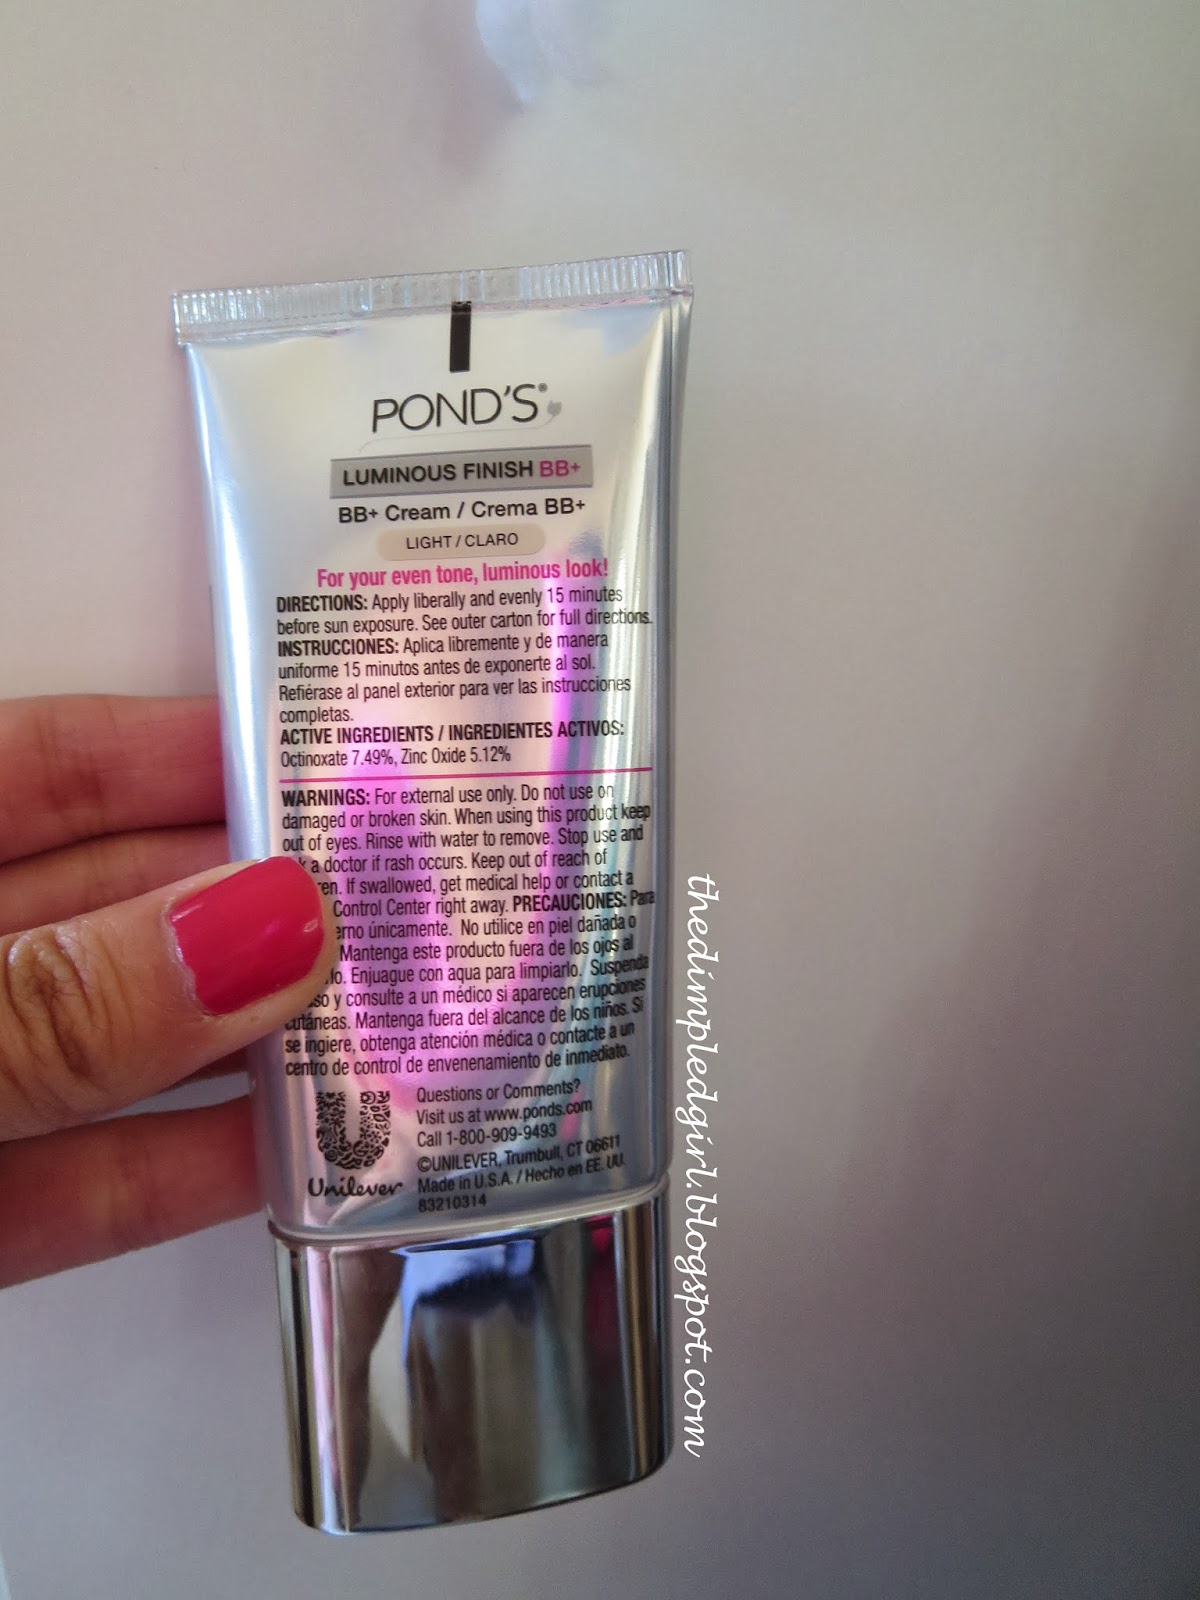 POND'S®
LUMINOUS FINISH BB+
BB+ Cream / Crema BB+
LIGHT / CLARO
For your even tone, luminous look!
DIRECTIONS: Apply liberally and evenly 15 minutes
before sun exposure. See outer carton for full directions.
INSTRUCCIONES: Aplica libremente y de manera
uniforme 15 minutos antes de exponerte al sol.
Refiérase al panel exterior para ver las instrucciones
completas.
ACTIVE INGREDIENTS / INGREDIENTES ACTIVOS:
Octinoxate 7.49%, Zinc Oxide 5.12%
WARNINGS: For external use only. Do not use on
damaged or broken skin. When using this product keep
out of eyes. Rinse with water to remove. Stop use and
a doctor if rash occurs. Keep out of reach of
If swallowed, get medical help or contact a
Control Center right away. PRECAUCIONES: Para
únicamente. No utilice en piel dañada o
Mantenga este producto fuera de los ojos al
Enjuague con aqua para limpiarlo. Suspenda
y consulte a un médico si aparecen erupciones
cutáneas. Mantenga fuera del alcance de los niños. Si
se ingiere, obtenga atención médica o contacte a un
centro de control de envenenamiento de inmediato.
Unilever
Questions or Comments?
Visit us at www.ponds.com
Call 1-800-909-9493
©UNILEVER, Trumbull, CT 06611
Made in U.S.A. / Hecho en EE. UU.
83210314
thedimpledgirl.blogspot.com